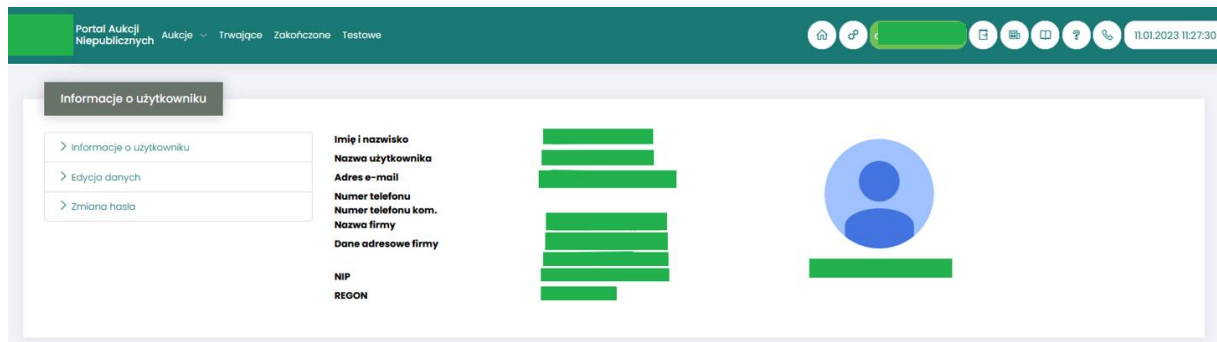 Portal Aukcji
Niepublicznych
Aukcje Trwające Zakończone Testowe
11.01.2023 11:27:30
Informacje o użytkowniku
Informacje o użytkowniku
Edycja danych
Zmiana hasła
Imię i nazwisko
Nazwa użytkownika
Adres e-mail
Numer telefonu
Numer telefonu kom.
Nazwa firmy
Dane adresowe firmy
NIP
REGON